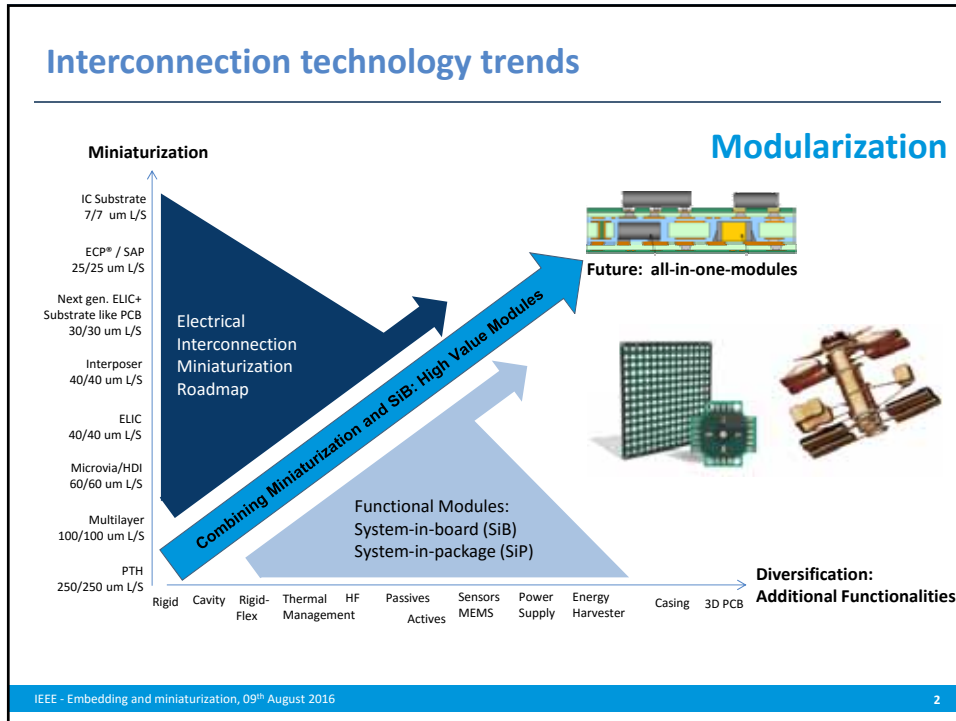 Interconnection technology trends
Modularization
Miniaturization
IC Substrate
7/7 um L/S
ECP® / SAP
25/25 um L/S
Next gen. ELIC+
Substrate like PCB
30/30 um L/S
Interposer
40/40 um L/S
ELIC
40/40 um L/S
Microvia/HDI
60/60 um L/S
Multilayer
100/100 um L/S
PTH
250/250 um L/S
Electrical
Interconnection
Miniaturization
Roadmap
Combining Miniaturization and SiB: High Value Modules
Future: all-in-one-modules
Functional Modules:
System-in-board (SiB)
System-in-package (SiP)
Rigid
Cavity
Rigid-
Flex
Thermal
Management
HF
Passives
Actives
Sensors
MEMS
Power
Supply
Energy
Harvester
Casing
3D PCB
Diversification:
Additional Functionalities
IEEE - Embedding and miniaturization, 09th August 2016
2